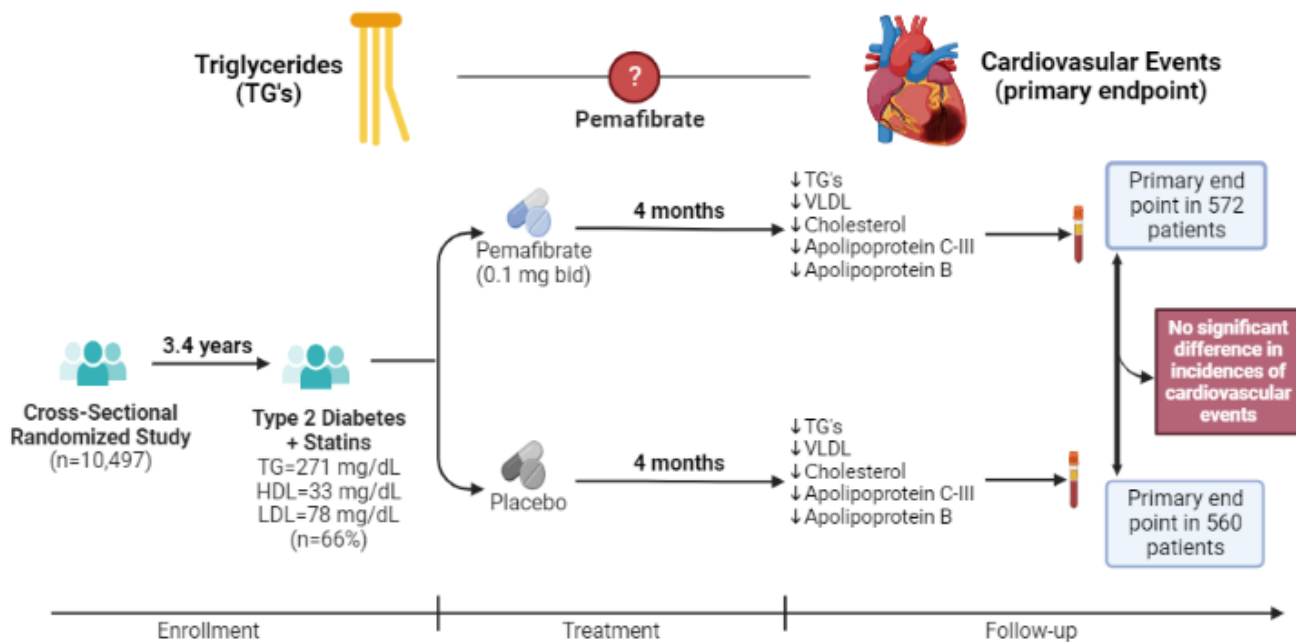 Triglycerides
(TG's)
?
Pemafibrate
Cardiovascular Events
(primary endpoint)
Pemafibrate
(0.1 mg bid)
4 months
↓TG's
↓VLDL
↓Cholesterol
↓Apolipoprotein C-III
↓Apolipoprotein B
Primary end
point in 572
patients
3.4 years
Cross-Sectional
Randomized Study
(n=10,497)
Type 2 Diabetes
+ Statins
TG=271 mg/dL
HDL=33 mg/dL
LDL=78 mg/dL
(n=66%)
No significant
difference in
incidences of
cardiovascular
events
Placebo
4 months
↓TG's
↓VLDL
↓Cholesterol
↓Apolipoprotein C-III
↓Apolipoprotein B
Primary end
point in 560
patients
Enrollment
Treatment
Follow-up